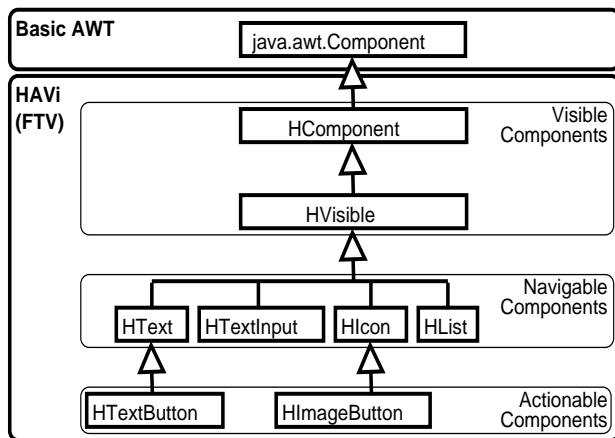 Basic AWT
java.awt.Component
HAVi
(FTV)
Visible
Components
HComponent
HVisible
Navigable
Components
HText
HTextInput
HIcon
HList
Actionable
Components
HTextButton
HImageButton